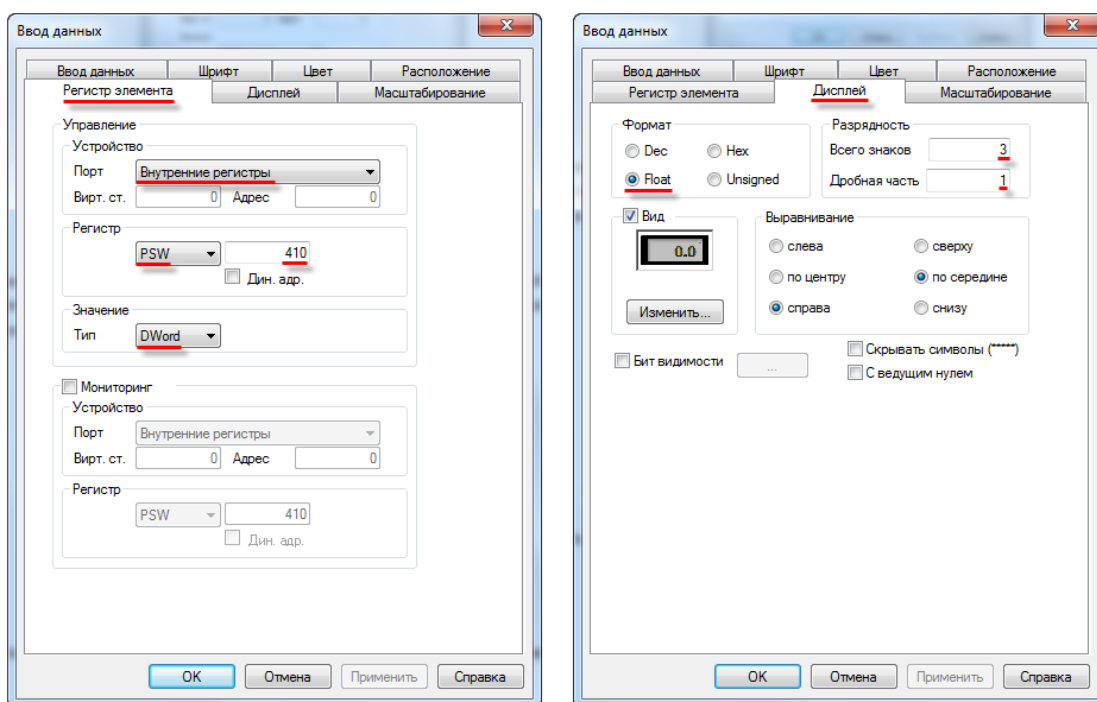 Ввод данных
Ввод данных Шрифт Цвет Расположение
Регистр элемента Дисплей Масштабирование
Управление
Устройство
Порт Внутренние регистры
Вирт. ст. 0 Адрес 0
Регистр
PSW 410
Дин. адр.
Значение
Тип DWord
Мониторинг
Устройство
Порт Внутренние регистры
Вирт. ст. 0 Адрес 0
Регистр
PSW 410
Дин. адр.
OK Отмена Применить Справка
Ввод данных
Ввод данных Шрифт Цвет Расположение
Регистр элемента Дисплей Масштабирование
Формат
Dec Hex
Float Unsigned
Разрядность
Всего знаков 3
Дробная часть 1
Вид
0.0
Изменить...
Выравнивание
слева сверху
по центру по середине
справа снизу
Бит видимости ...
Скрывать символы (*****)
С ведущим нулем
OK Отмена Применить Справка